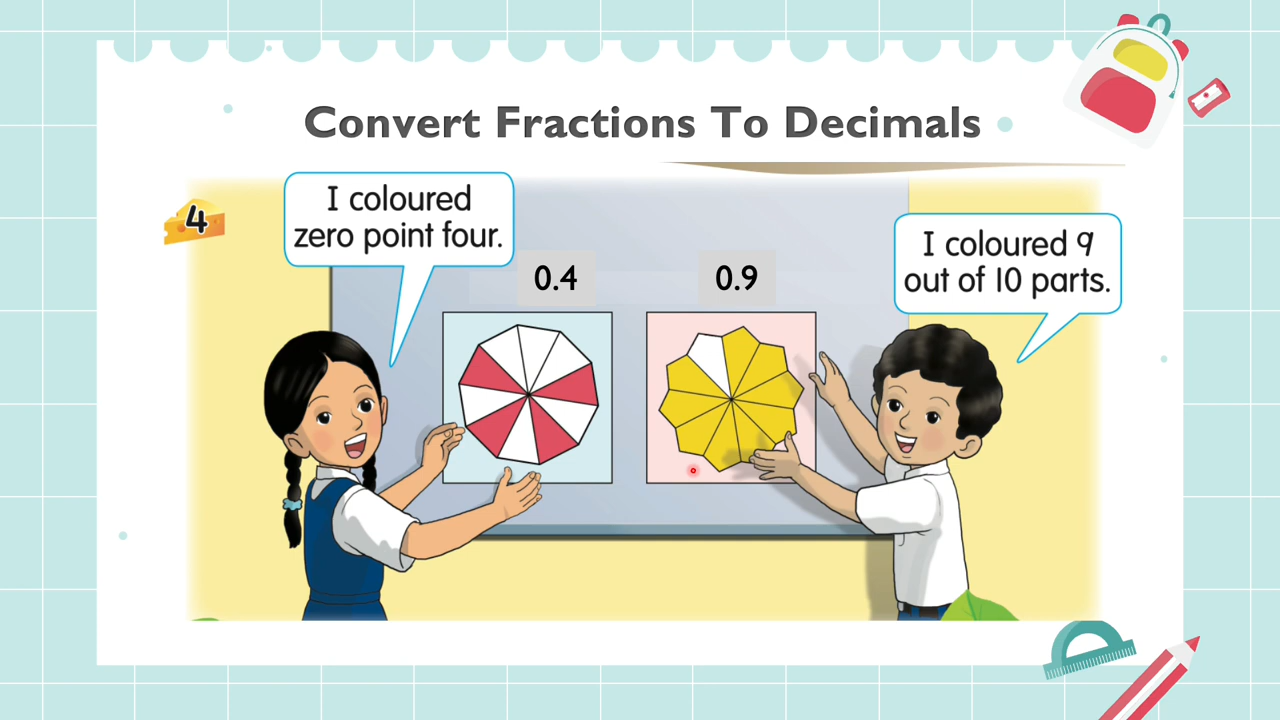 Convert Fractions To Decimals
4
I coloured
zero point four.
I coloured 9
out of 10 parts.
0.4
0.9